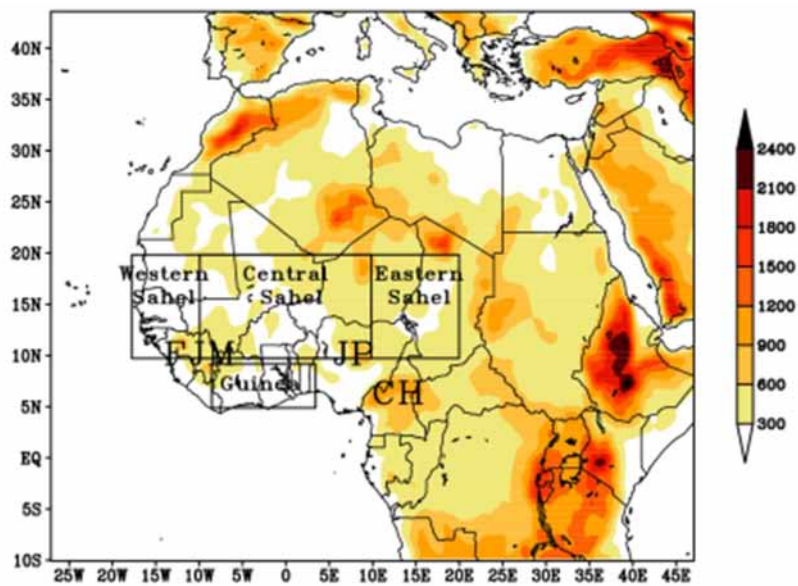 40N
35N
30N
25N
20N
15N
10N
5N
EQ
5S
10S
Western Sahel
Central Sahel
Eastern Sahel
FJM
JP
Guinea
CH
2400
2100
1800
1500
1200
900
600
300
25W 20W 15W 10W 5W 0 5E 10E 15E 20E 25E 30E 35E 40E 45E